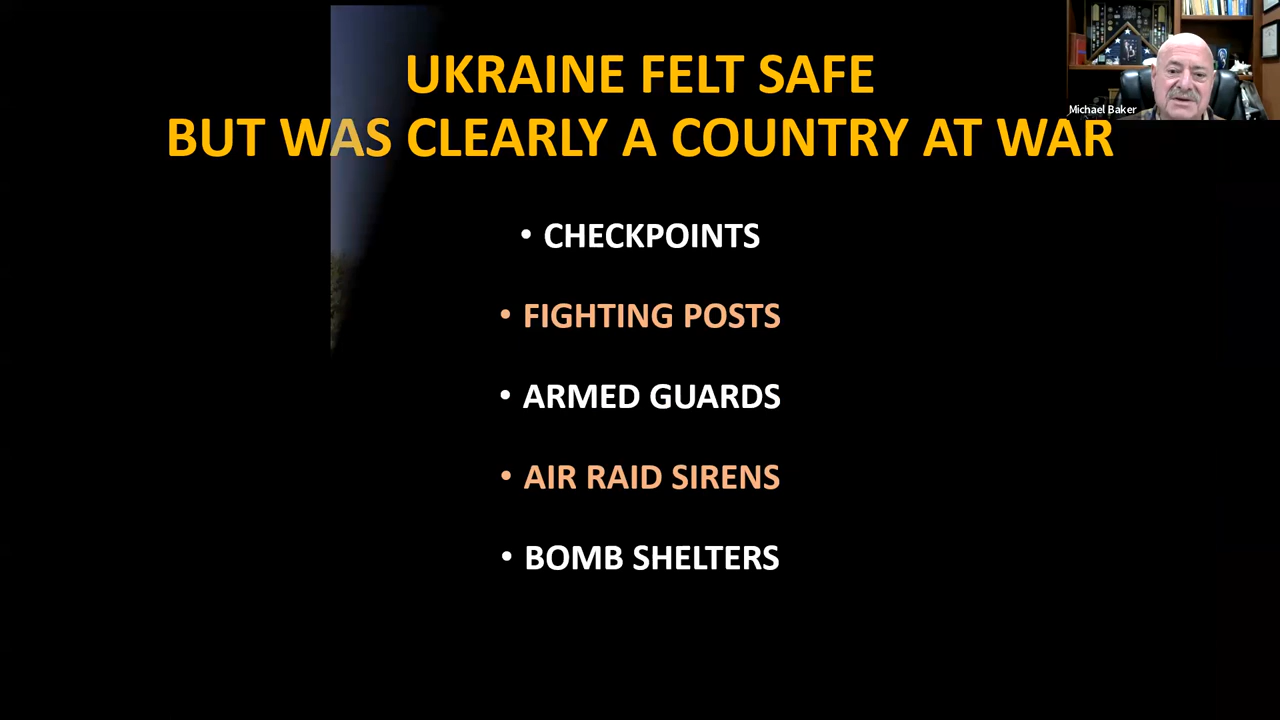 UKRAINE FELT SAFE
BUT WAS CLEARLY A COUNTRY AT WAR
Michael Baker
• CHECKPOINTS
• FIGHTING POSTS
• ARMED GUARDS
• AIR RAID SIRENS
• BOMB SHELTERS